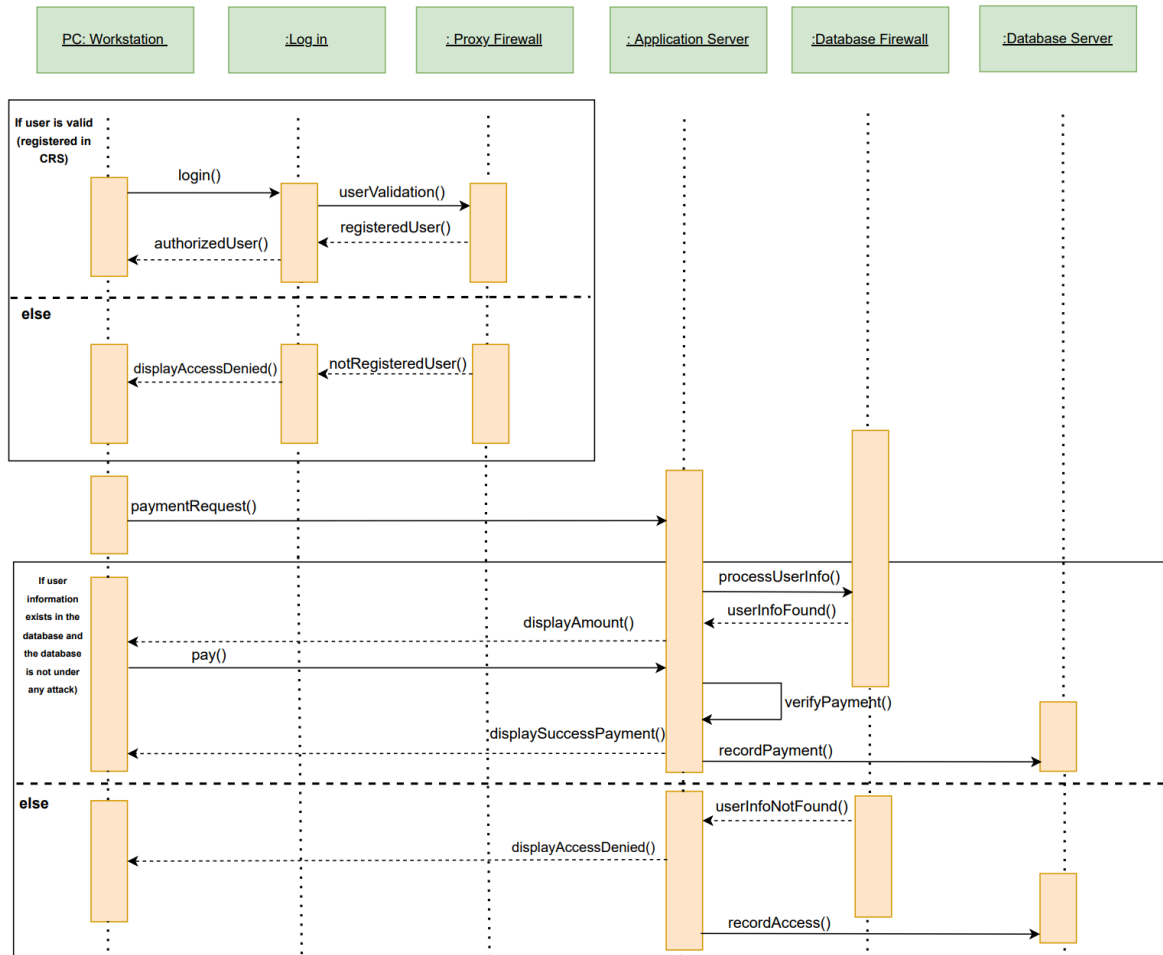 PC: Workstation
:Log in
: Proxy Firewall
: Application Server
:Database Firewall
:Database Server
If user is valid
(registered in
CRS)
login()
userValidation()
registeredUser()
authorizedUser()
else
notRegisteredUser()
displayAccessDenied()
paymentRequest()
If user
information
exists in the
database and
the database
is not under
any attack)
processUserInfo()
userInfoFound()
displayAmount()
pay()
verifyPayment()
displaySuccessPayment()
recordPayment()
else
userInfoNotFound()
displayAccessDenied()
recordAccess()